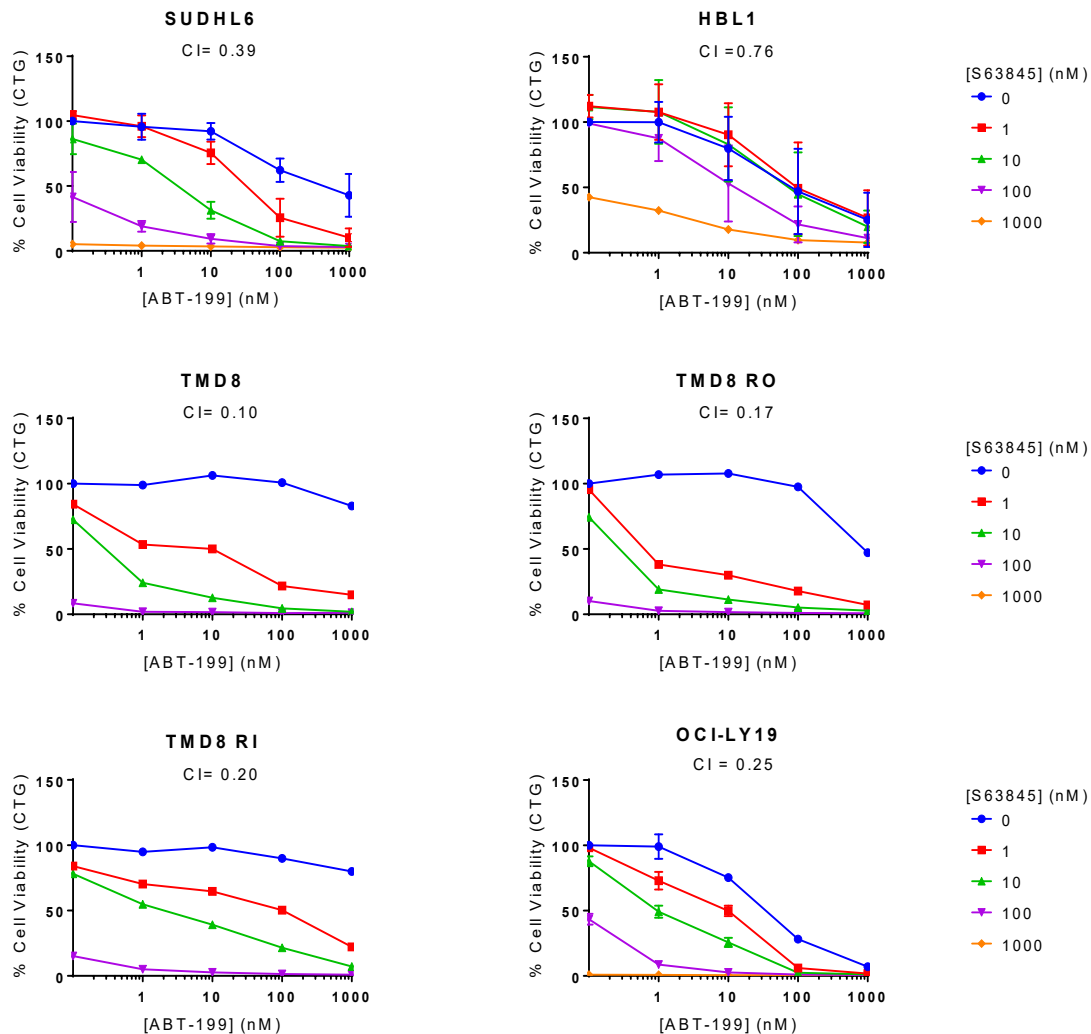 SUDHL6
CI= 0.39
HBL1
CI =0.76
% Cell Viability (CTG)
150
100
50
0
1
10
100
1000
[ABT-199] (nM)
% Cell Viability (CTG)
150
100
50
0
1
10
100
1000
[ABT-199] (nM)
[S63845] (nM)
0
1
10
100
1000
TMD8
CI= 0.10
TMD8 RO
CI= 0.17
% Cell Viability (CTG)
150
100
50
0
1
10
100
1000
[ABT-199] (nM)
% Cell Viability (CTG)
150
100
50
0
1
10
100
1000
[ABT-199] (nM)
[S63845] (nM)
0
1
10
100
1000
TMD8 RI
CI= 0.20
OCI-LY19
CI = 0.25
% Cell Viability (CTG)
150
100
50
0
1
10
100
1000
[ABT-199] (nM)
% Cell Viability (CTG)
150
100
50
0
1
10
100
1000
[ABT-199] (nM)
[S63845] (nM)
0
1
10
100
1000